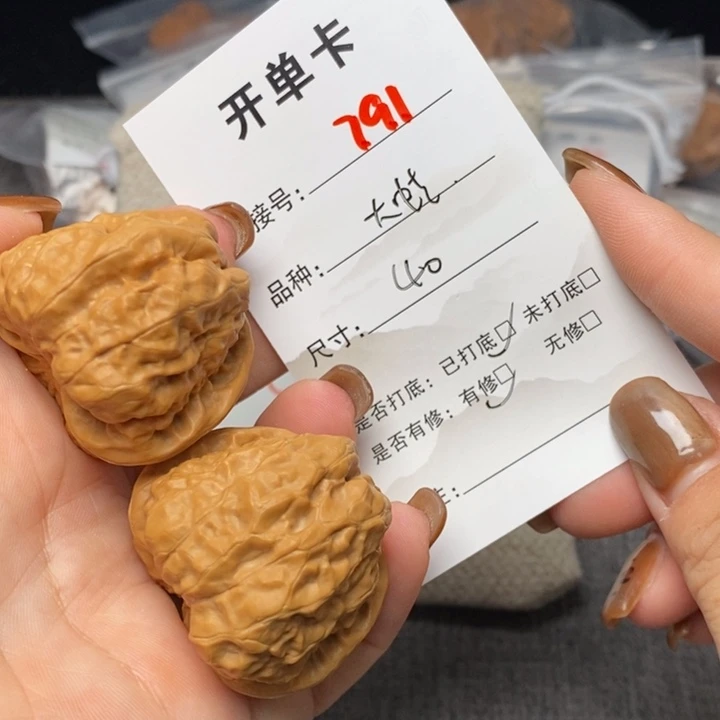 开单卡
接号: 791
品种: 大
尺寸: 40
是否打底: 已打底☑ 未打底□
是否有修: 有修☑ 无修□